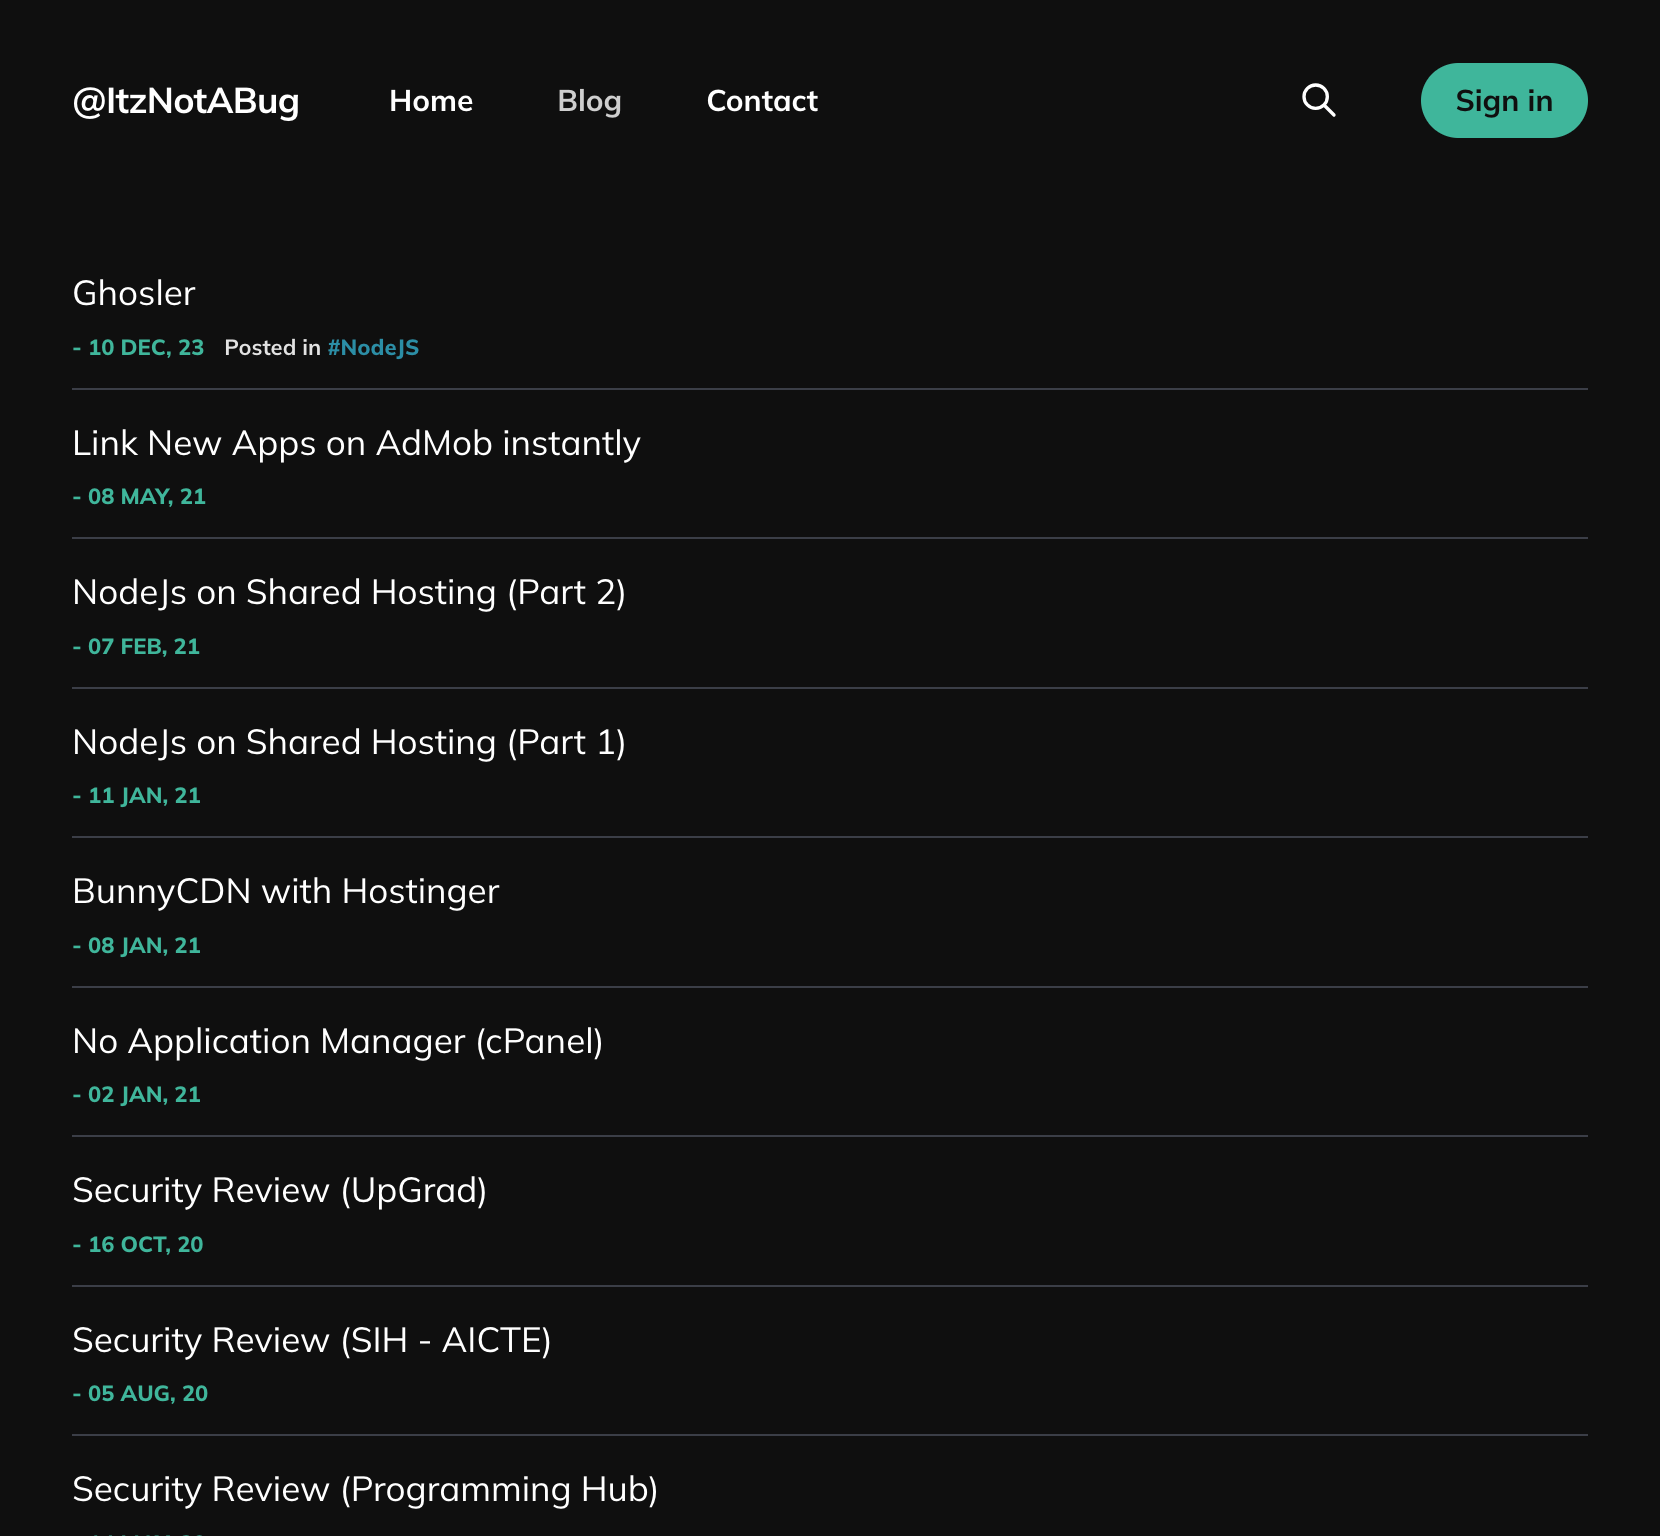 @ItzNotABug Home Blog Contact Sign in
Ghosler
- 10 DEC, 23 Posted in #NodeJS
Link New Apps on AdMob instantly
- 08 MAY, 21
NodeJs on Shared Hosting (Part 2)
- 07 FEB, 21
NodeJs on Shared Hosting (Part 1)
- 11 JAN, 21
BunnyCDN with Hostinger
- 08 JAN, 21
No Application Manager (cPanel)
- 02 JAN, 21
Security Review (UpGrad)
- 16 OCT, 20
Security Review (SIH - AICTE)
- 05 AUG, 20
Security Review (Programming Hub)